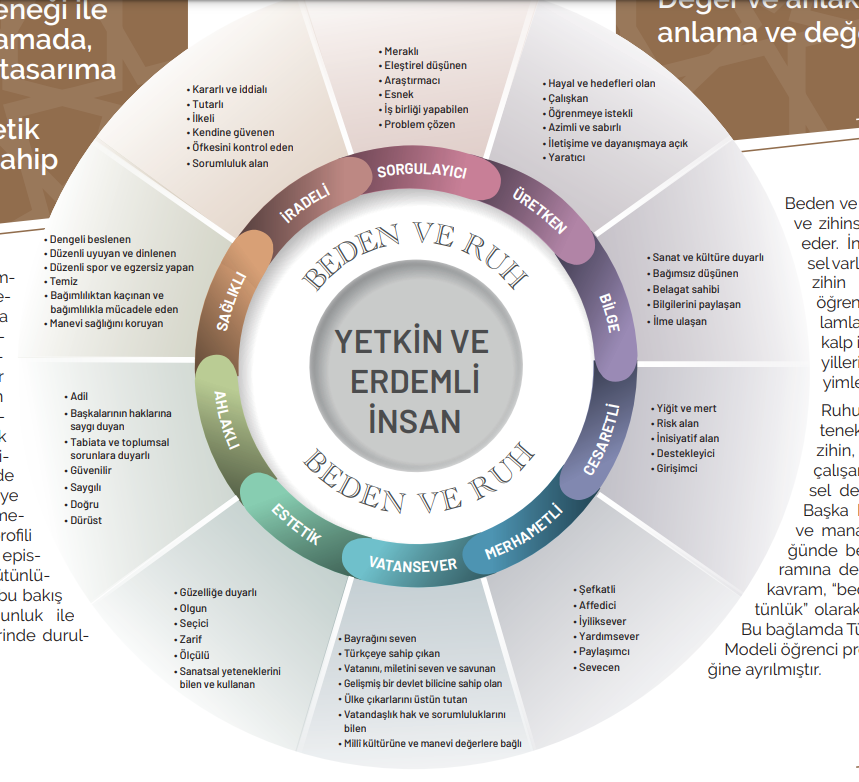 eneği ile
amada,
tasarıma
etik
ahip
Değer ve ahlak
anlama ve değe
• Meraklı
• Eleştirel düşünen
• Araştırmacı
• Esnek
• İş birliği yapabilen
• Problem çözen
• Hayal ve hedefleri olan
• Çalışkan
• Öğrenmeye istekli
• Azimli ve sabırlı
• İletişime ve dayanışmaya açık
• Yaratıcı
• Kararlı ve iddialı
• Tutarlı
• İlkeli
• Kendine güvenen
• Öfkesini kontrol eden
• Sorumluluk alan
SORGULAYICI
ÜRETKEN
İRADELİ
BİLGE
SAĞLIKLI
CESARETLİ
AHLAKLI
MERHAMETLİ
ESTETİK
VATANSEVER
BEDEN VE RUH
YETKİN VE
ERDEMLİ
İNSAN
BEDEN VE RUH
• Dengeli beslenen
• Düzenli uyuyan ve dinlenen
• Düzenli spor ve egzersiz yapan
• Temiz
• Bağımlılıktan kaçınan ve
bağımlılıkla mücadele eden
• Manevi sağlığını koruyan
• Sanat ve kültüre duyarlı
• Bağımsız düşünen
• Belagat sahibi
• Bilgilerini paylaşan
• İlme ulaşan
• Adil
• Başkalarının haklarına
saygı duyan
• Tabiata ve toplumsal
sorunlara duyarlı
• Güvenilir
• Saygılı
• Doğru
• Dürüst
• Yiğit ve mert
• Risk alan
• İnisiyatif alan
• Destekleyici
• Girişimci
• Güzelliğe duyarlı
• Olgun
• Seçici
• Zarif
• Ölçülü
• Sanatsal yeteneklerini
bilen ve kullanan
• Bayrağını seven
• Türkçeye sahip çıkan
• Vatanını, miletini seven ve savunan
• Gelişmiş bir devlet bilicine sahip olan
• Ülke çıkarlarını üstün tutan
• Vatandaşlık hak ve sorumluluklarını
bilen
• Millî kültürüne ve manevi değerlere bağlı
• Şefkatli
• Affedici
• İyiliksever
• Yardımsever
• Paylaşımcı
• Sevecen
m-
e-
a
-
-
r
n
-
k
i-
de
ye
me-
rofili
epis-
ütünlü-
bu bakış
unluk ile
rinde durul-
Beden ve
ve zihins
eder. İn
sel varl
zihin
öğren
lamla
kalp i
yilleri
yimle
Ruhu
tenek
zihin,
çalışan
sel de
Başka
ve mana
ğünde be
ramına de
kavram, “bed
tünlük” olarak
Bu bağlamda Tü
Modeli öğrenci pro
ğine ayrılmıştır.